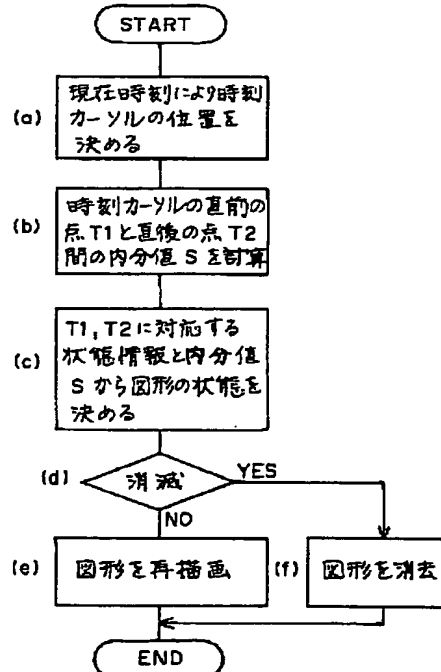 START
(a)
現在時刻により時刻
カーソルの位置を
決める
(b)
時刻カーソルの直前の
点T1と直後の点T2
間の内分値Sを計算
(c)
T1,T2に対応する
状態情報と内分値
Sから図形の状態を
決める
(d)
消滅
YES
NO
(e)
図形を再描画
(f)
図形を消去
END